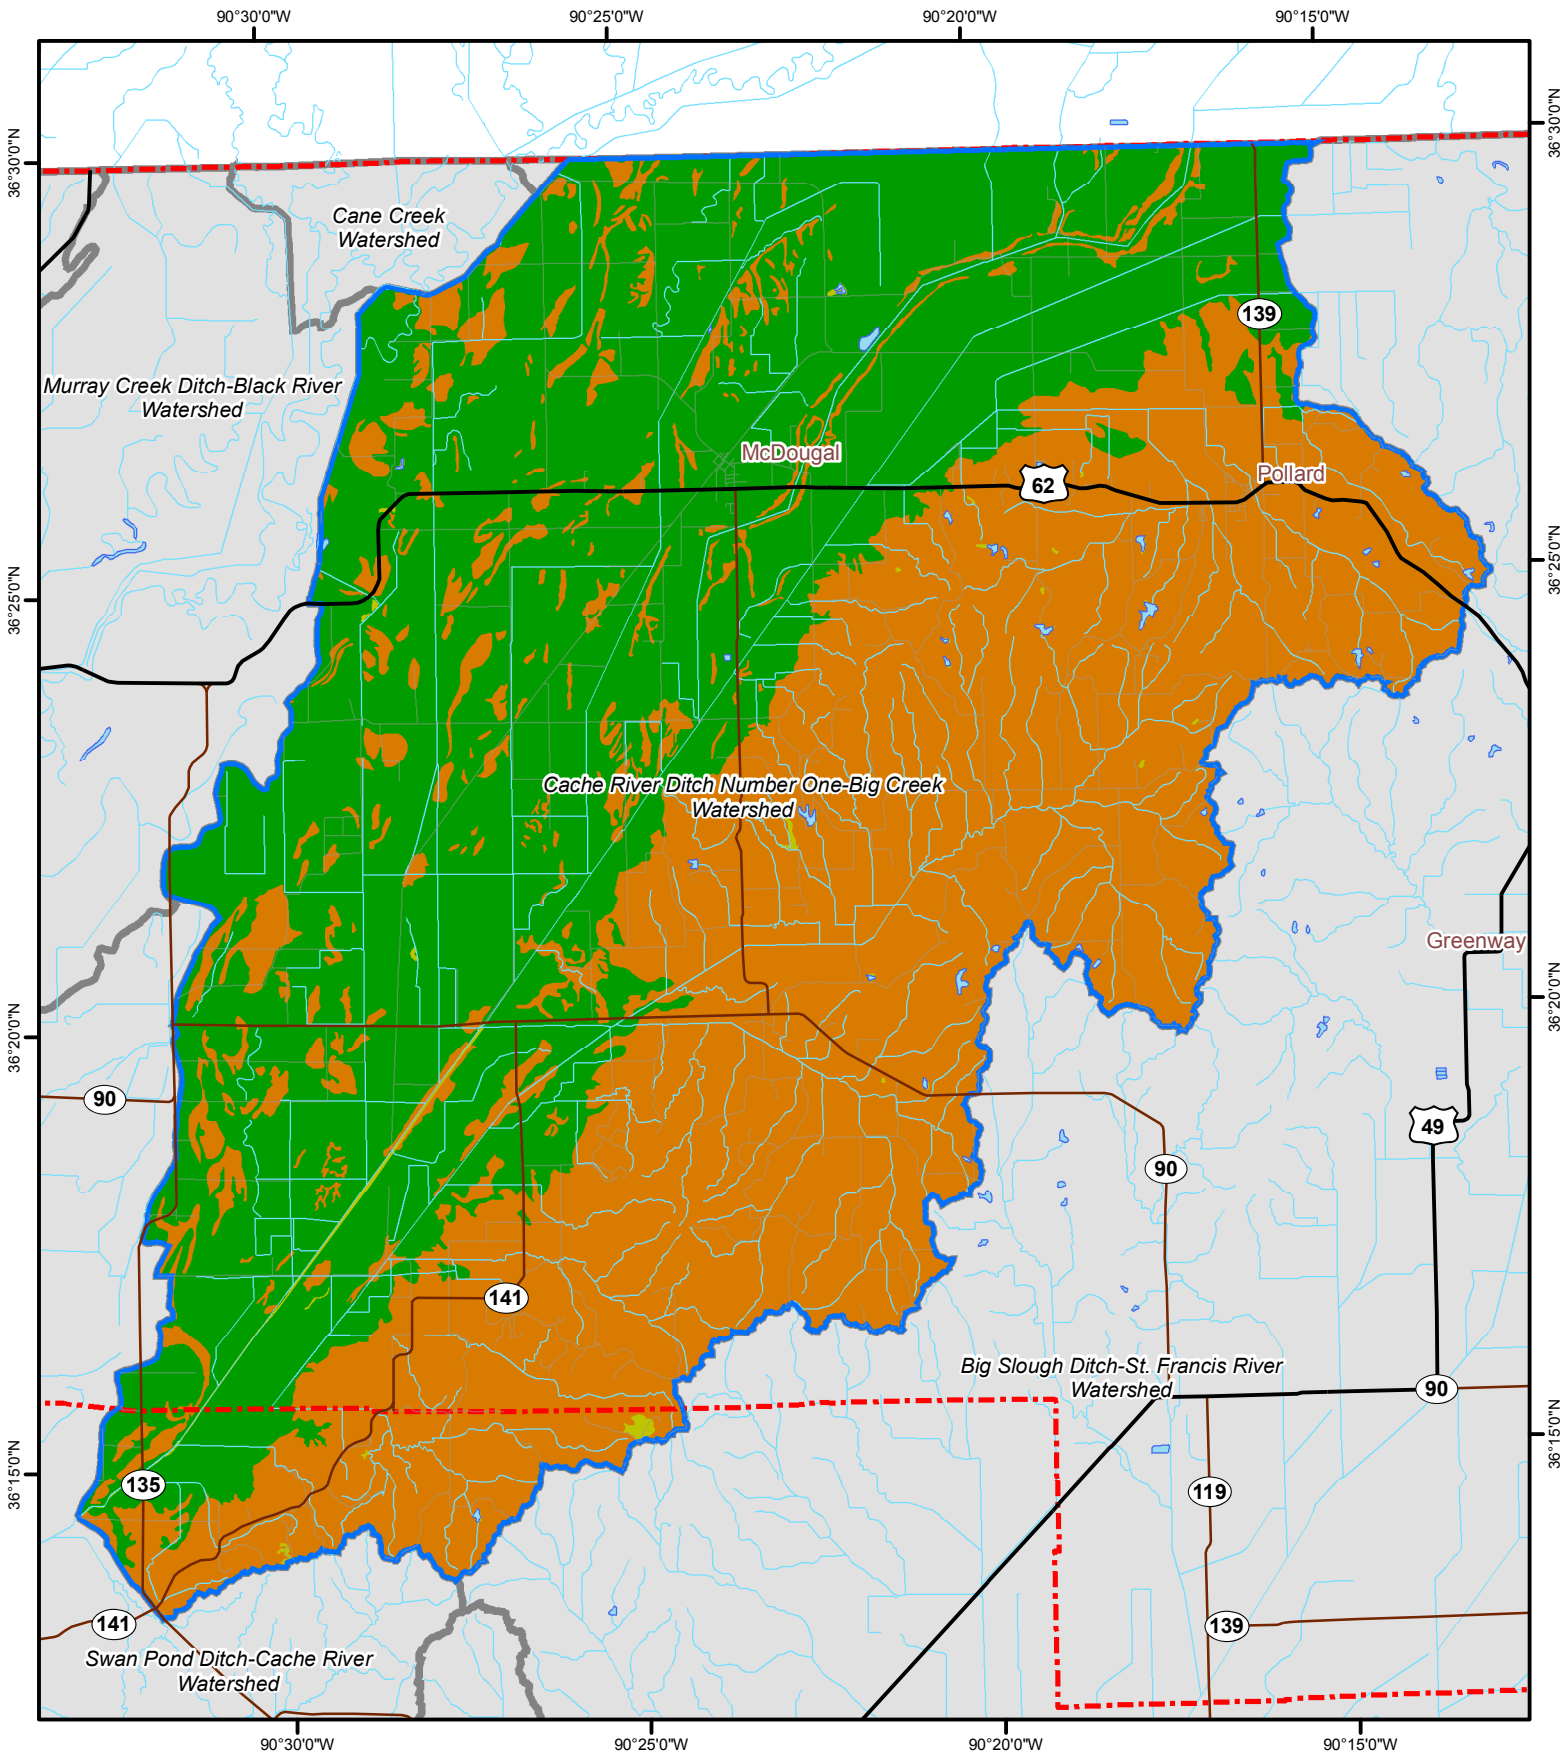 90°30'0"W
90°25'0"W
90°20'0"W
90°15'0"W
36°30'0"N
36°30'0"N
Cane Creek
Watershed
139
Murray Creek Ditch-Black River
Watershed
McDougal
Pollard
62
36°25'0"N
36°25'0"N
Cache River Ditch Number One-Big Creek
Watershed
Greenway
36°20'0"N
36°20'0"N
90
49
90
141
Big Slough Ditch-St. Francis River
Watershed
90
36°15'0"N
36°15'0"N
135
119
141
139
Swan Pond Ditch-Cache River
Watershed
90°30'0"W
90°25'0"W
90°20'0"W
90°15'0"W